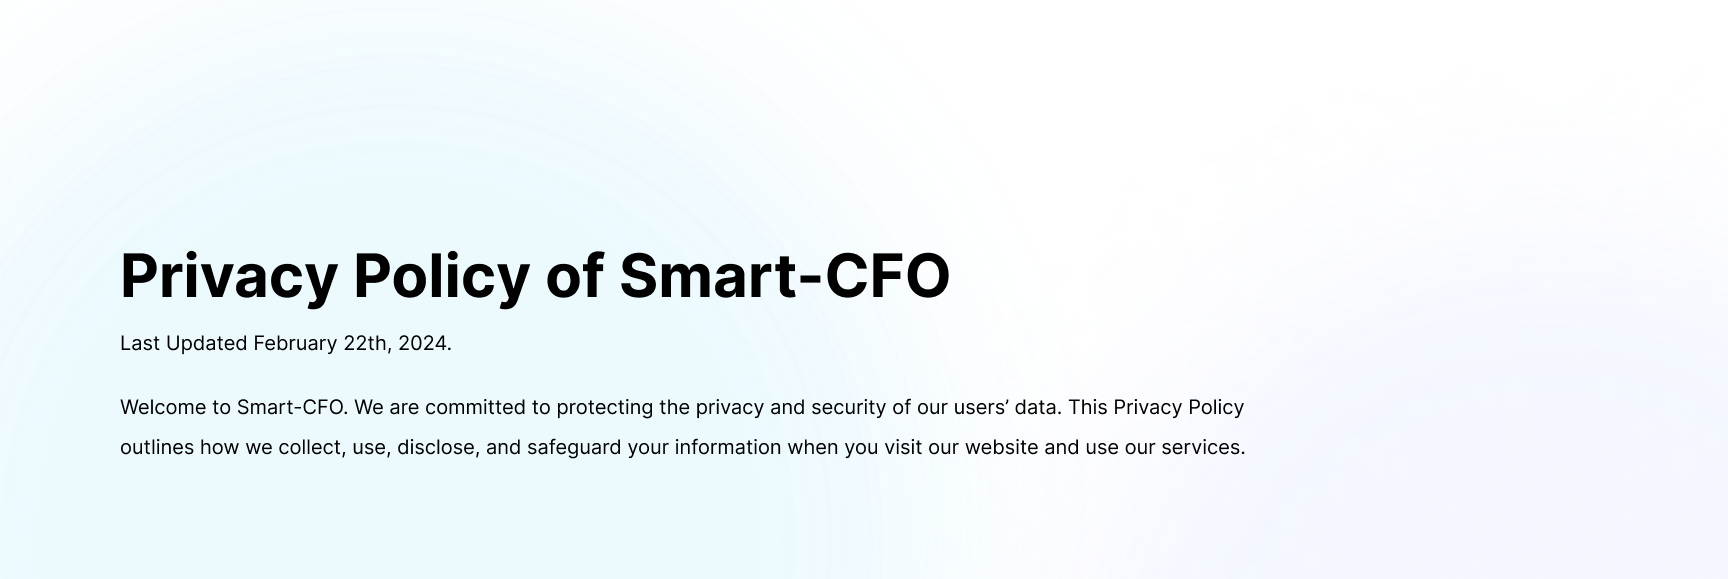 Privacy Policy of Smart-CFO
Last Updated February 22th, 2024.
Welcome to Smart-CFO. We are committed to protecting the privacy and security of our users’ data. This Privacy Policy
outlines how we collect, use, disclose, and safeguard your information when you visit our website and use our services.